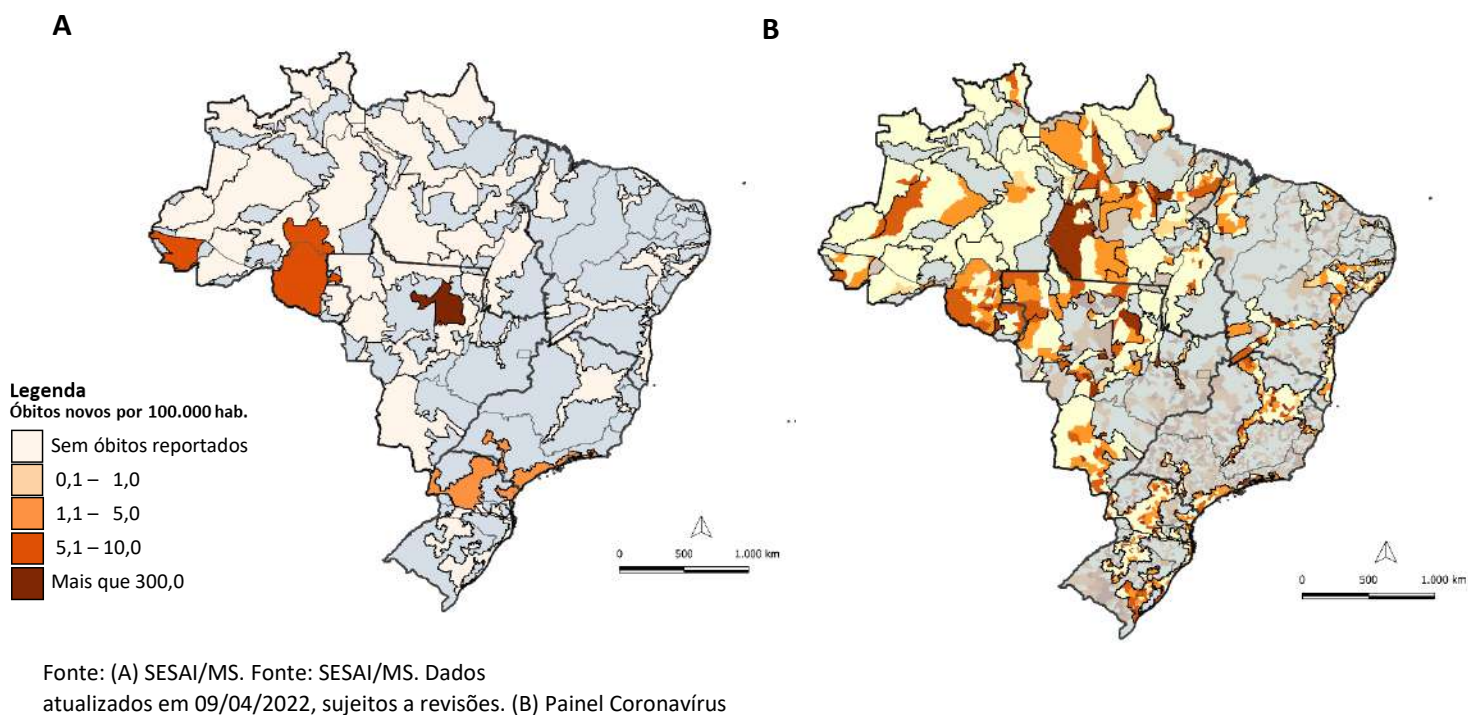 A
B
Legenda
Óbitos novos por 100.000 hab.
Sem óbitos reportados
0,1 – 1,0
1,1 – 5,0
5,1 – 10,0
Mais que 300,0
0 500 1.000 km
0 500 1.000 km
Fonte: (A) SESAI/MS. Fonte: SESAI/MS. Dados
atualizados em 09/04/2022, sujeitos a revisões. (B) Painel Coronavírus